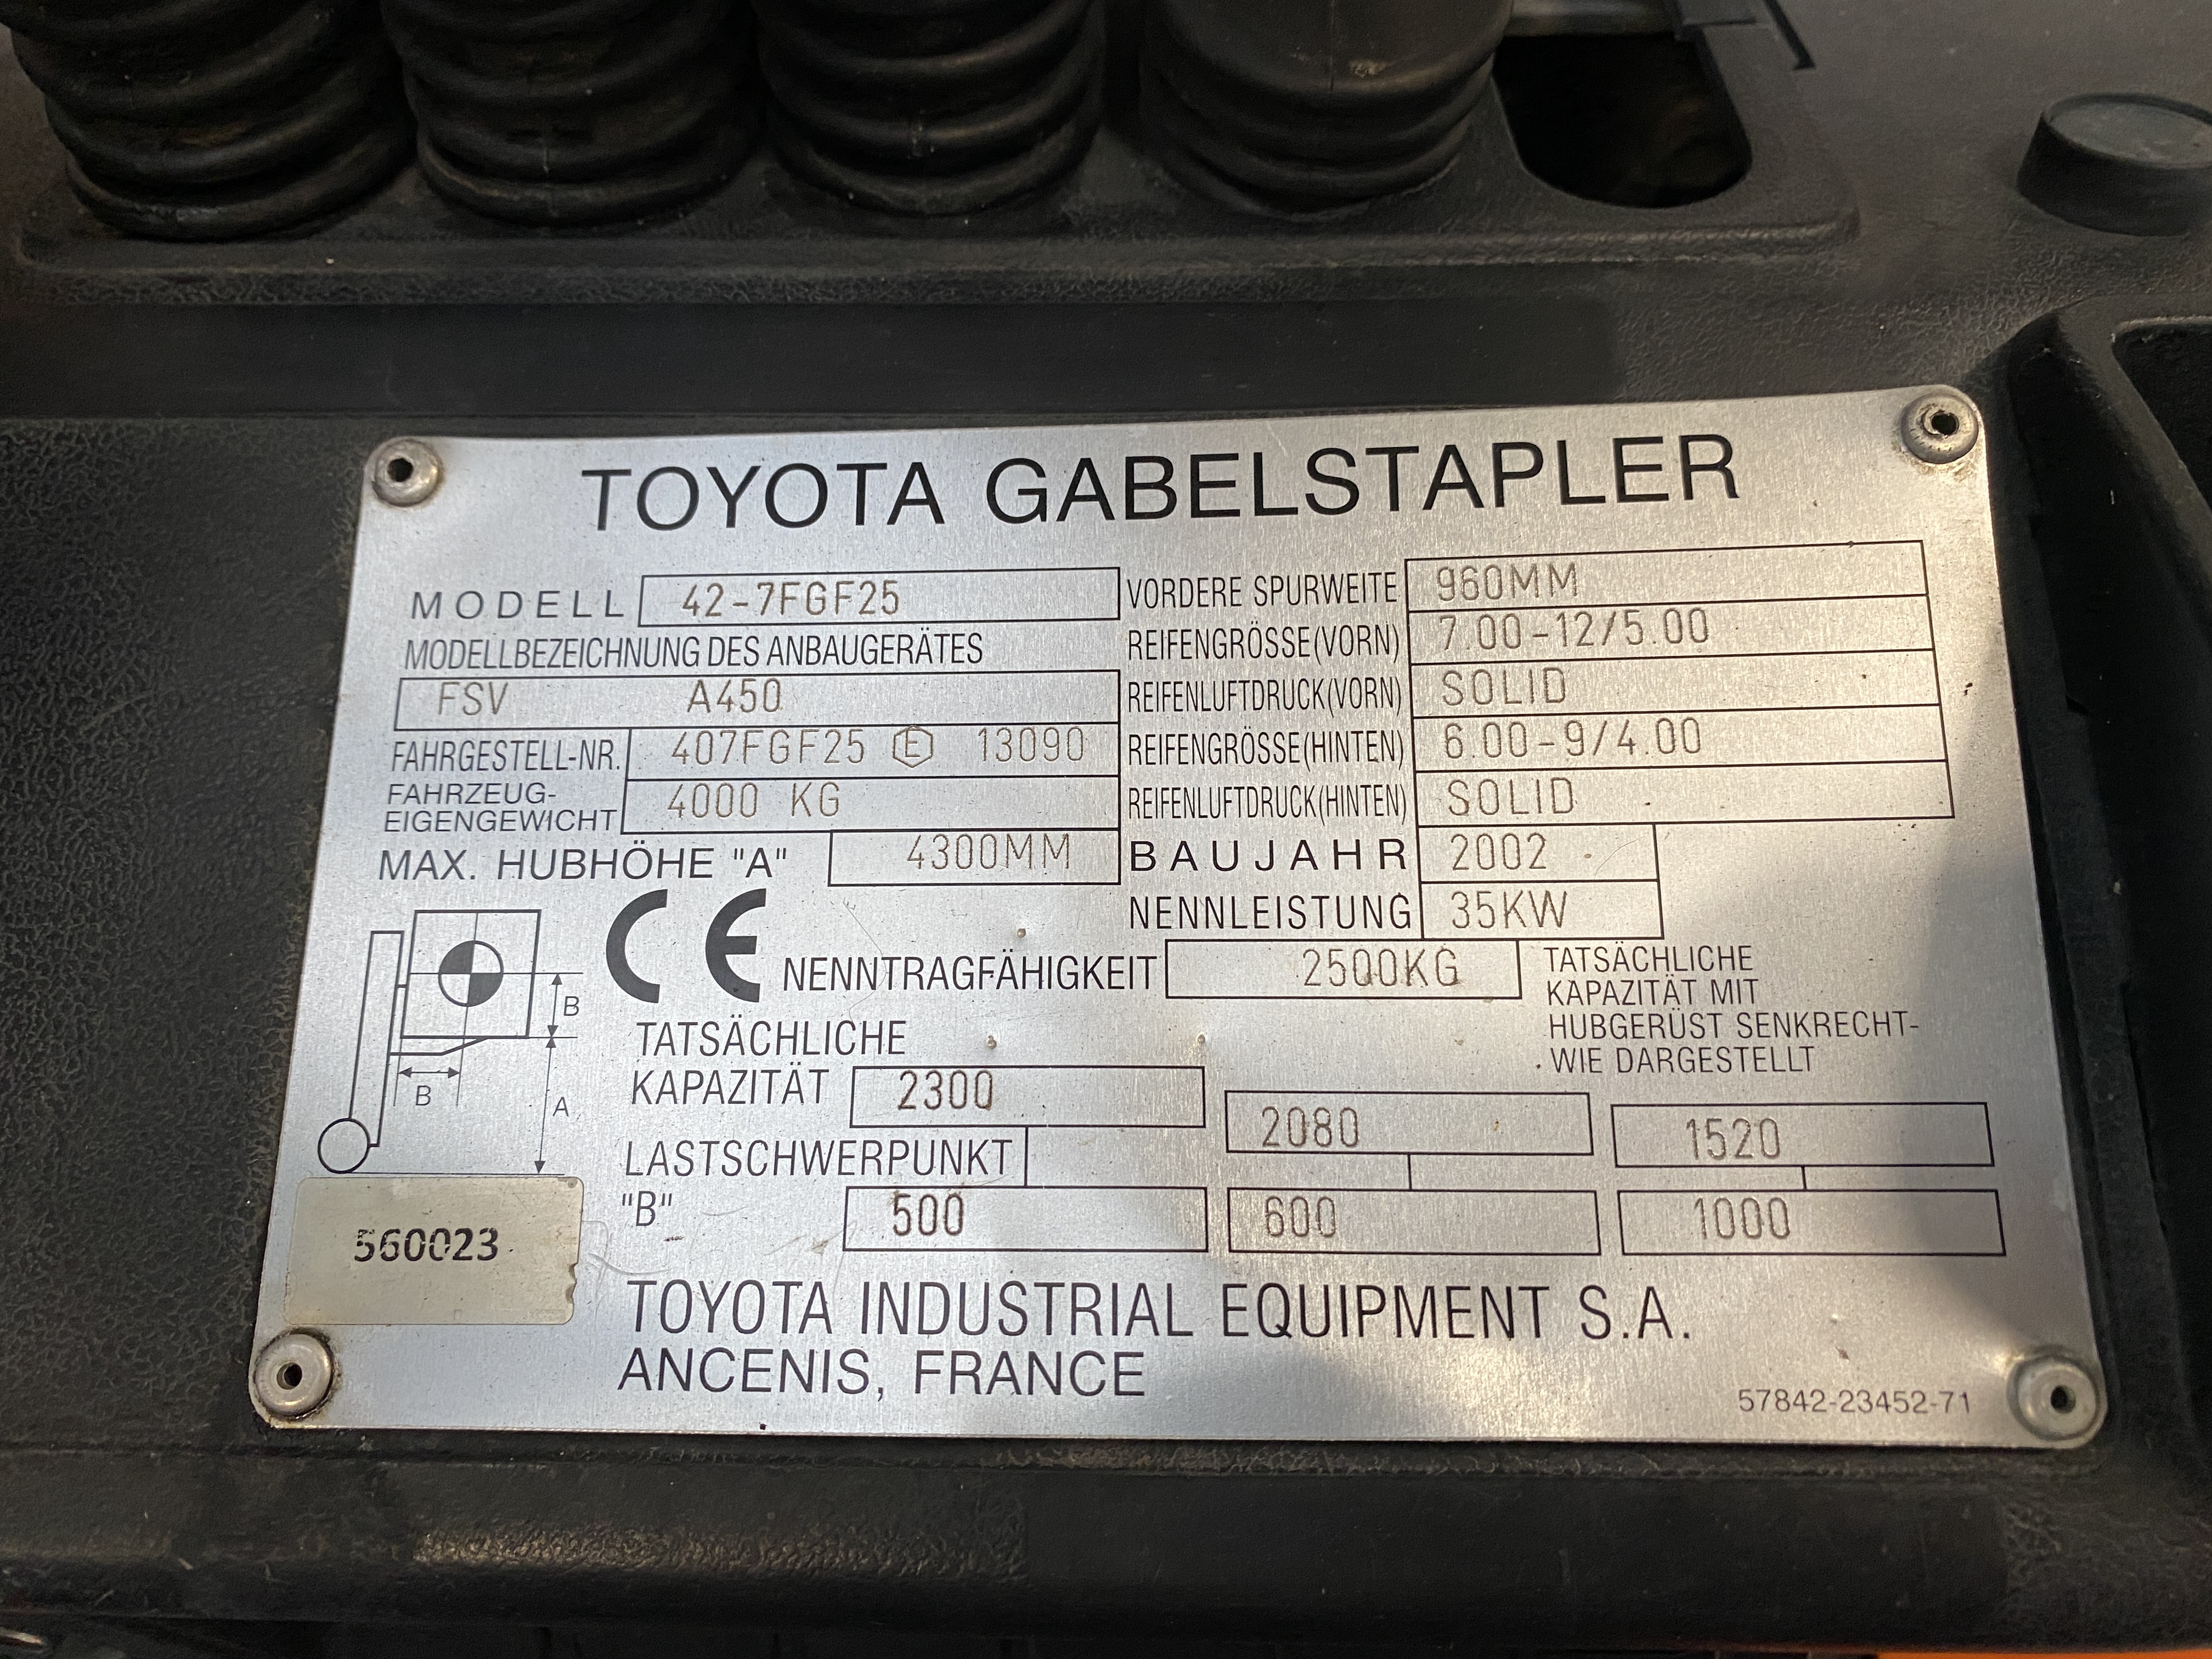 TOYOTA GABELSTAPLER
MODELL 42-7FGF25
MODELLBEZEICHNUNG DES ANBAUGERÄTES
FSV A450
FAHRGESTELL-NR. 407FGF25 E 13090
FAHRZEUG-
EIGENGEWICHT 4000 KG
MAX. HUBHÖHE "A" 4300MM
VORDERE SPURWEITE 960MM
REIFENGRÖSSE(VORN) 7.00-12/5.00
REIFENLUFTDRUCK(VORN) SOLID
REIFENGRÖSSE(HINTEN) 6.00-9/4.00
REIFENLUFTDRUCK(HINTEN) SOLID
BAUJAHR 2002
NENNLEISTUNG 35KW
CE NENNTRAGFÄHIGKEIT 2500KG
TATSÄCHLICHE
KAPAZITÄT MIT
HUBGERÜST SENKRECHT-
WIE DARGESTELLT
B
B
A
TATSÄCHLICHE
KAPAZITÄT 2300 2080 1520
LASTSCHWERPUNKT
"B" 500 600 1000
560023
TOYOTA INDUSTRIAL EQUIPMENT S.A.
ANCENIS, FRANCE
57842-23452-71